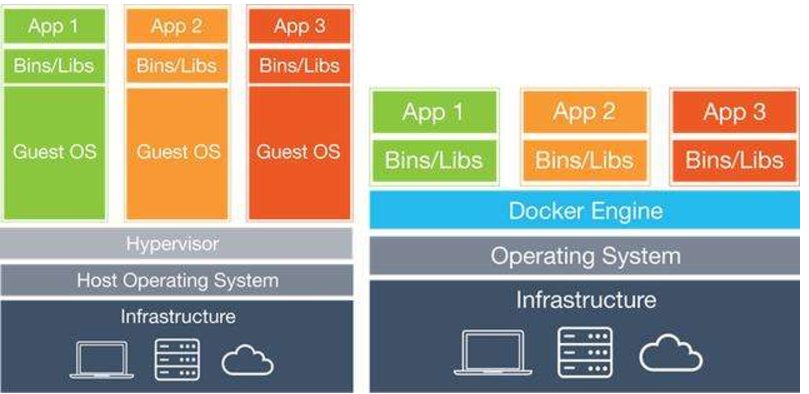 App 1
App 2
App 3
Bins/Libs
Bins/Libs
Bins/Libs
Guest OS
Guest OS
Guest OS
Hypervisor
Host Operating System
Infrastructure
App 1
App 2
App 3
Bins/Libs
Bins/Libs
Bins/Libs
Docker Engine
Operating System
Infrastructure